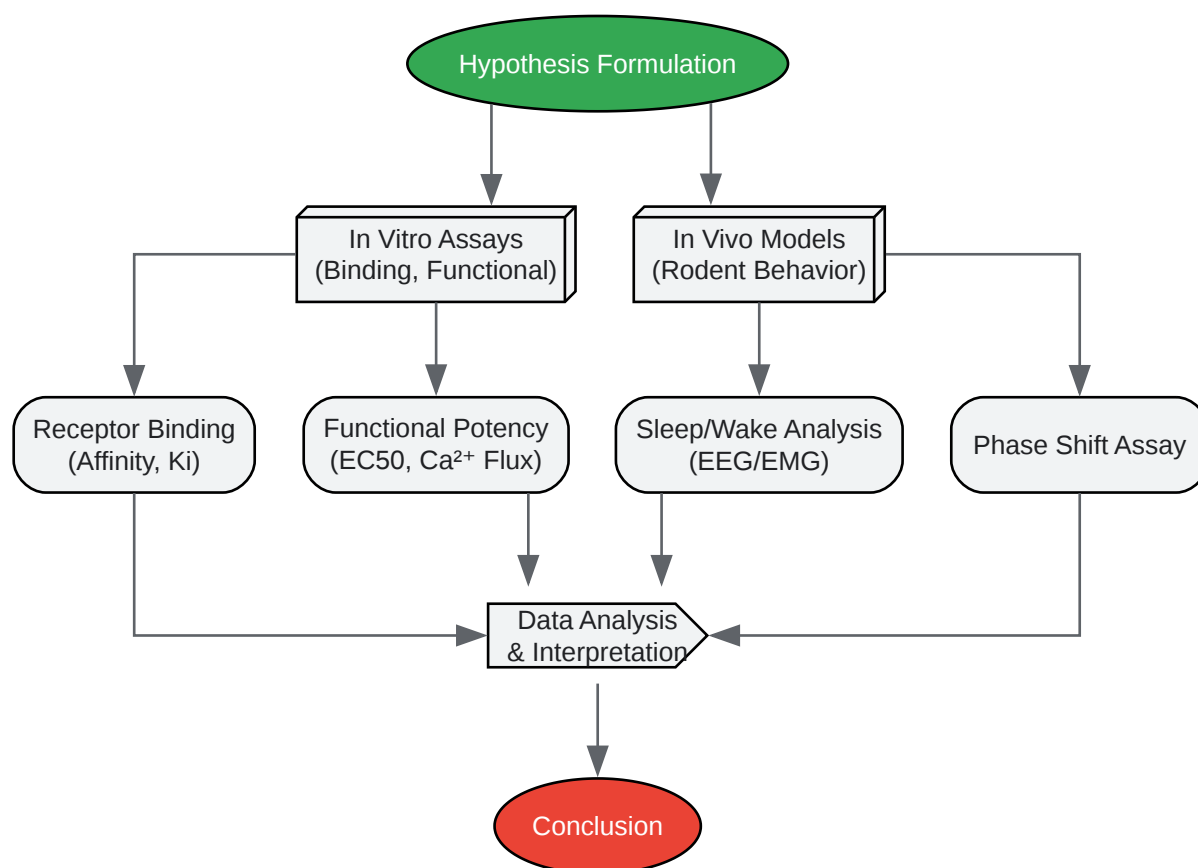 Hypothesis Formulation
In Vitro Assays
(Binding, Functional)
In Vivo Models
(Rodent Behavior)
Receptor Binding
(Affinity, Ki)
Functional Potency
(EC50, Ca²⁺ Flux)
Sleep/Wake Analysis
(EEG/EMG)
Phase Shift Assay
Data Analysis
& Interpretation
Conclusion